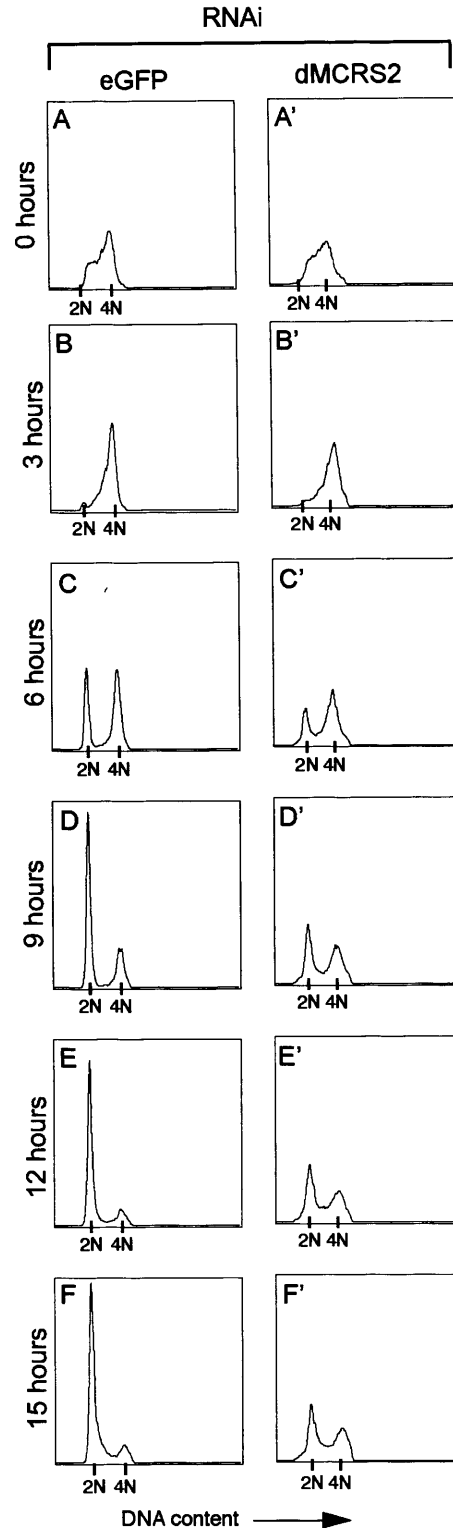 RNAi
eGFP dMCRS2
0 hours
A A'
2N 4N 2N 4N
3 hours
B B'
2N 4N 2N 4N
6 hours
C C'
2N 4N 2N 4N
9 hours
D D'
2N 4N 2N 4N
12 hours
E E'
2N 4N 2N 4N
15 hours
F F'
2N 4N 2N 4N
DNA content